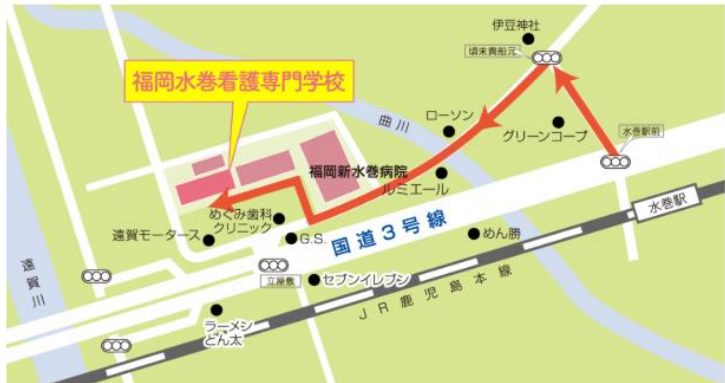 伊豆神社
頃末貴船元
福岡水巻看護専門学校
ローソン
曲川
グリーンコープ
水巻駅前
福岡新水巻病院
ルミエール
水巻駅
めぐみ歯科
クリニック
遠賀モータース
G.S.
国道3号線
めん勝
遠賀川
立屋敷
セブンイレブン
JR鹿児島本線
ラーメン
とん太